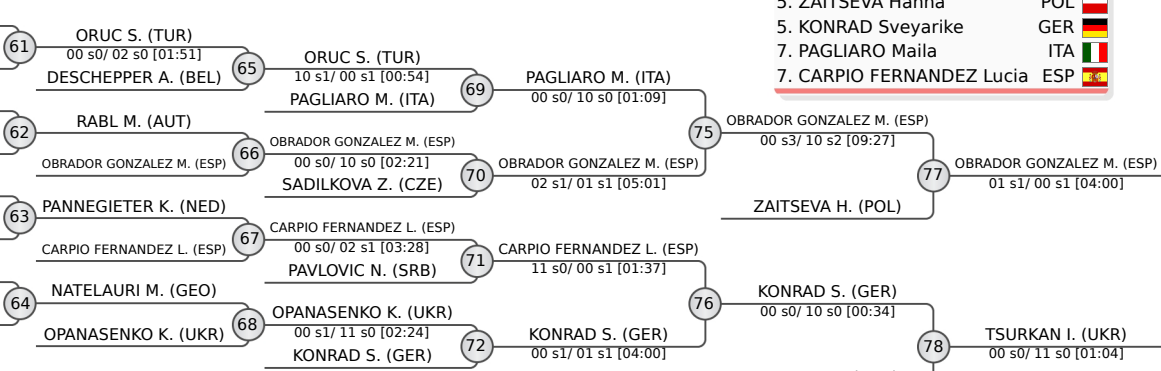 5. ZAITSEVA Hanna POL
5. KONRAD Sveyarike GER
7. PAGLIARO Maila ITA
7. CARPIO FERNANDEZ Lucia ESP
61
ORUC S. (TUR)
00 s0/ 02 s0 [01:51]
DESCHEPPER A. (BEL)
65
ORUC S. (TUR)
10 s1/ 00 s1 [00:54]
PAGLIARO M. (ITA)
69
PAGLIARO M. (ITA)
00 s0/ 10 s0 [01:09]
62
RABL M. (AUT)
OBRADOR GONZALEZ M. (ESP)
66
OBRADOR GONZALEZ M. (ESP)
00 s0/ 10 s0 [02:21]
SADILKOVA Z. (CZE)
70
OBRADOR GONZALEZ M. (ESP)
02 s1/ 01 s1 [05:01]
75
OBRADOR GONZALEZ M. (ESP)
00 s3/ 10 s2 [09:27]
ZAITSEVA H. (POL)
77
OBRADOR GONZALEZ M. (ESP)
01 s1/ 00 s1 [04:00]
63
PANNEGIETER K. (NED)
CARPIO FERNANDEZ L. (ESP)
67
CARPIO FERNANDEZ L. (ESP)
00 s0/ 02 s1 [03:28]
PAVLOVIC N. (SRB)
71
CARPIO FERNANDEZ L. (ESP)
11 s0/ 00 s1 [01:37]
64
NATELAURI M. (GEO)
OPANASENKO K. (UKR)
68
OPANASENKO K. (UKR)
00 s1/ 11 s0 [02:24]
KONRAD S. (GER)
72
KONRAD S. (GER)
00 s1/ 01 s1 [04:00]
76
KONRAD S. (GER)
00 s0/ 10 s0 [00:34]
78
TSURKAN I. (UKR)
00 s0/ 11 s0 [01:04]